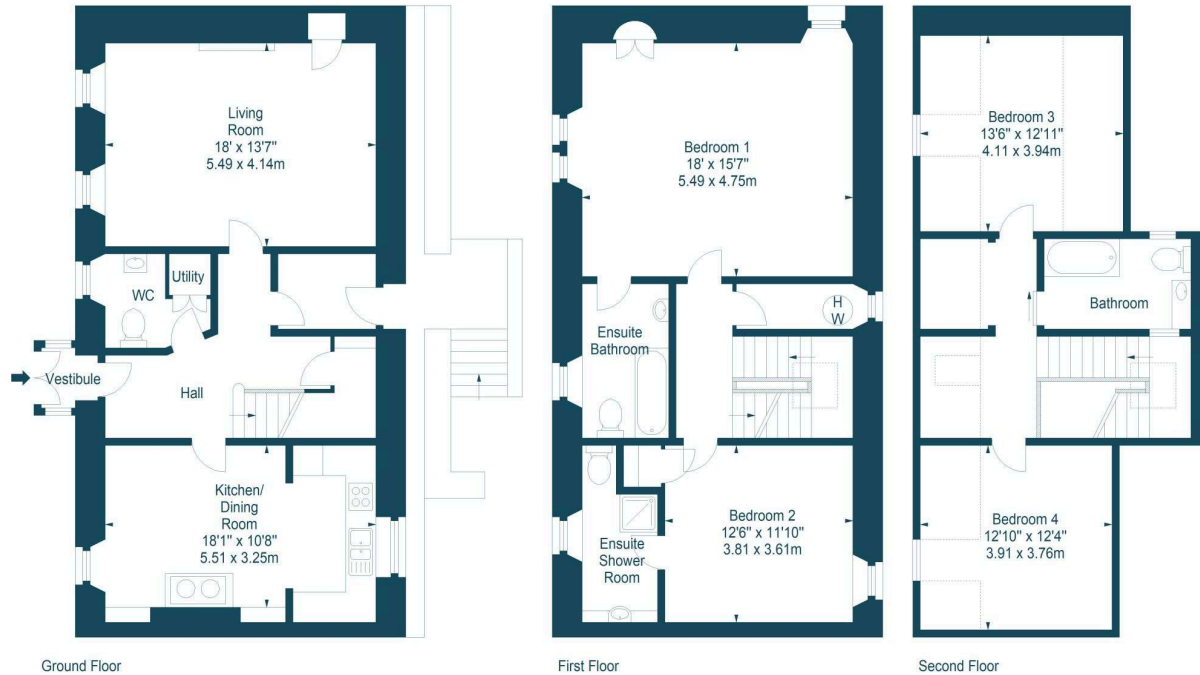 Living
Room
18' x 13'7"
5.49 x 4.14m
WC
Utility
Vestibule
Hall
Kitchen/
Dining
Room
18'1" x 10'8"
5.51 x 3.25m
Ground Floor
Bedroom 1
18' x 15'7"
5.49 x 4.75m
Ensuite
Bathroom
H
W
Bedroom 2
12'6" x 11'10"
3.81 x 3.61m
Ensuite
Shower
Room
First Floor
Bedroom 3
13'6" x 12'11"
4.11 x 3.94m
Bathroom
Bedroom 4
12'10" x 12'4"
3.91 x 3.76m
Second Floor